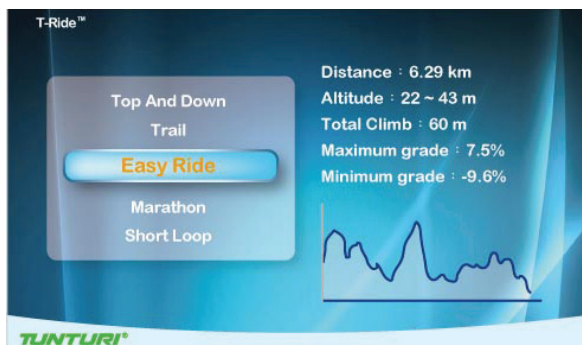 T-Ride™
Top And Down
Trail
Easy Ride
Marathon
Short Loop
Distance : 6.29 km
Altitude : 22 ~ 43 m
Total Climb : 60 m
Maximum grade : 7.5%
Minimum grade : -9.6%
TUNTURI®